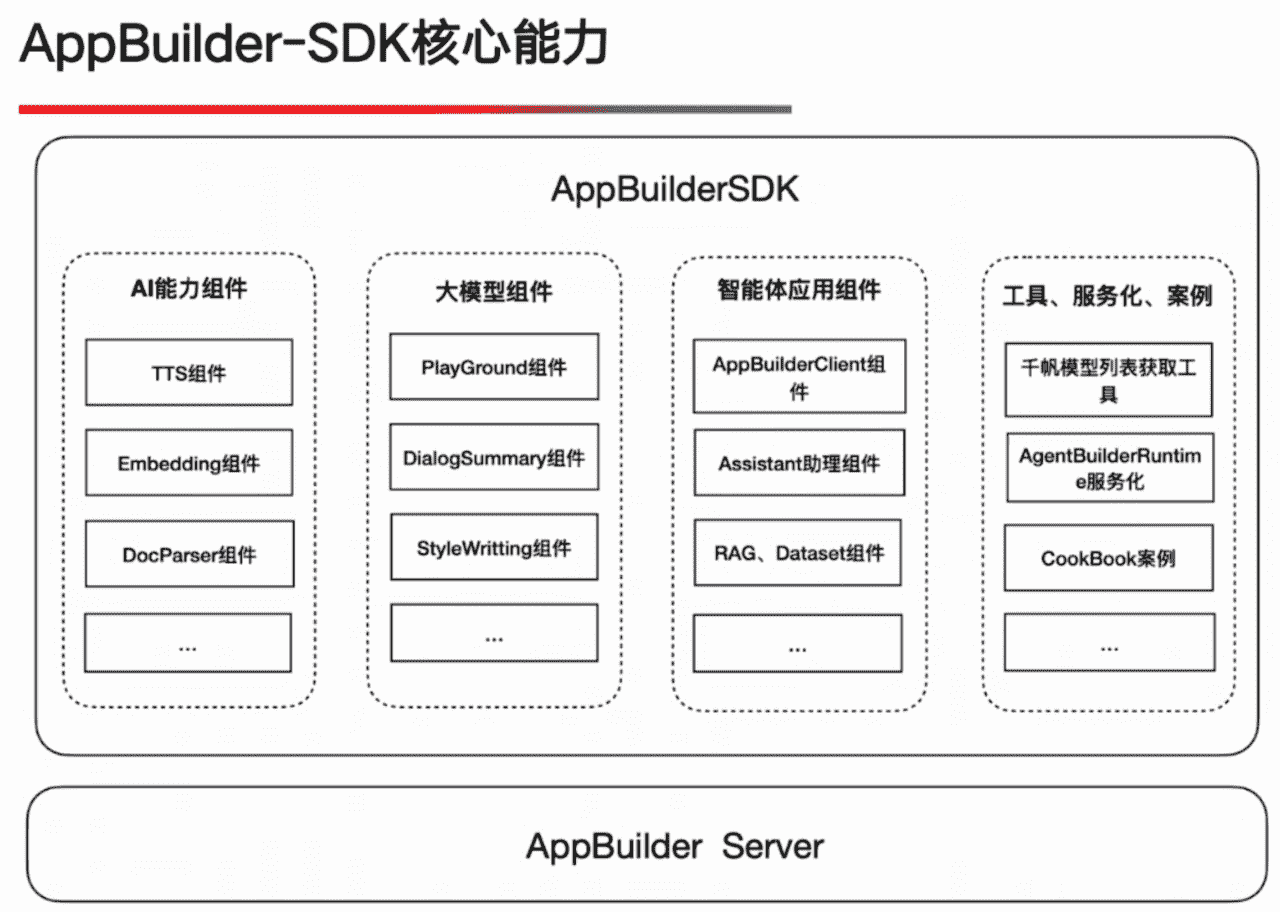 AppBuilder-SDK核心能力
AppBuilderSDK
AI能力组件
TTS组件
Embedding组件
DocParser组件
...
大模型组件
PlayGround组件
DialogSummary组件
StyleWritting组件
...
智能体应用组件
AppBuilderClient组
件
Assistant助理组件
RAG、Dataset组件
...
工具、服务化、案例
千帆模型列表获取工
具
AgentBuilderRuntim
e服务化
CookBook案例
...
AppBuilder Server